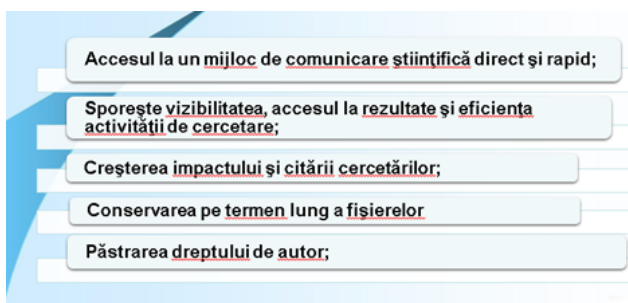 Accesul la un mijloc de comunicare ştiinţifică direct şi rapid;
Sporeşte vizibilitatea, accesul la rezultate şi eficienţa
activităţii de cercetare;
Creşterea impactului şi citării cercetărilor;
Conservarea pe termen lung a fişierelor
Păstrarea dreptului de autor;